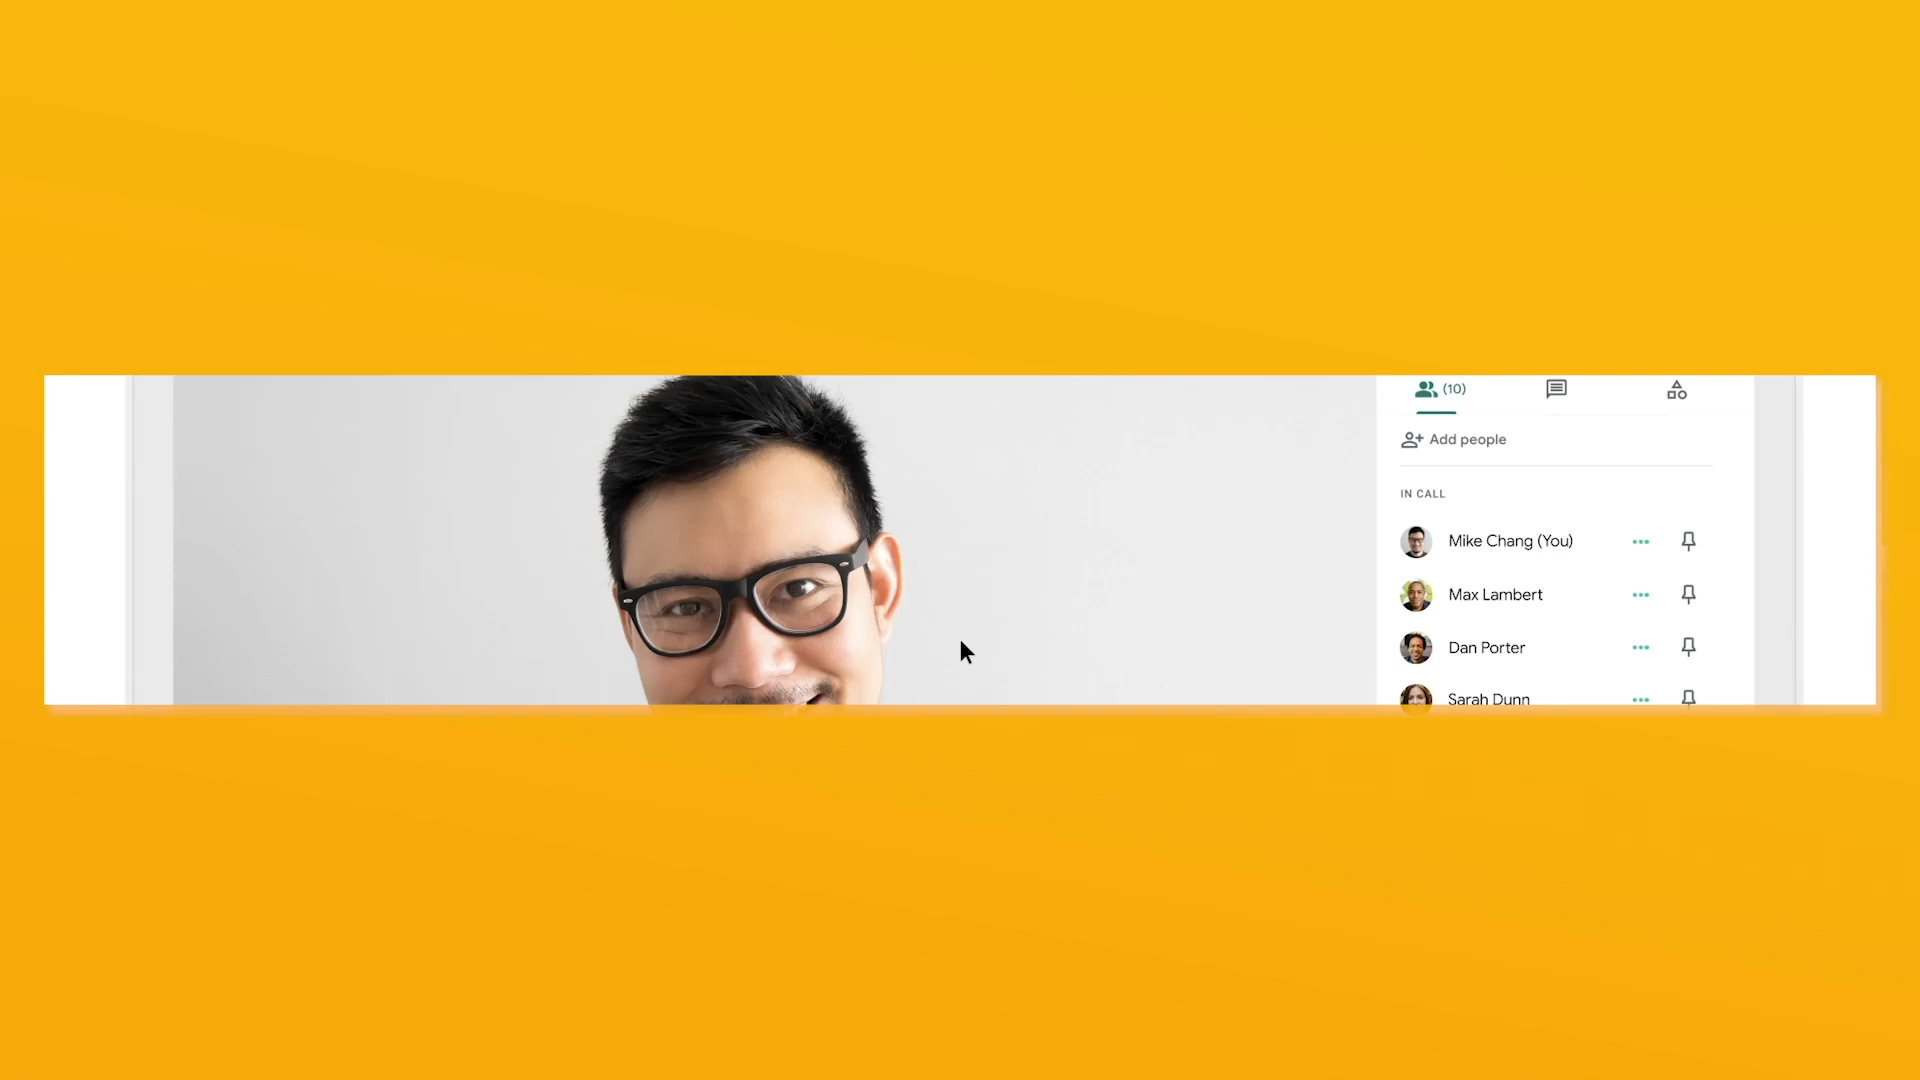 (10)
Add people
IN CALL
Mike Chang (You)
Max Lambert
Dan Porter
Sarah Dunn